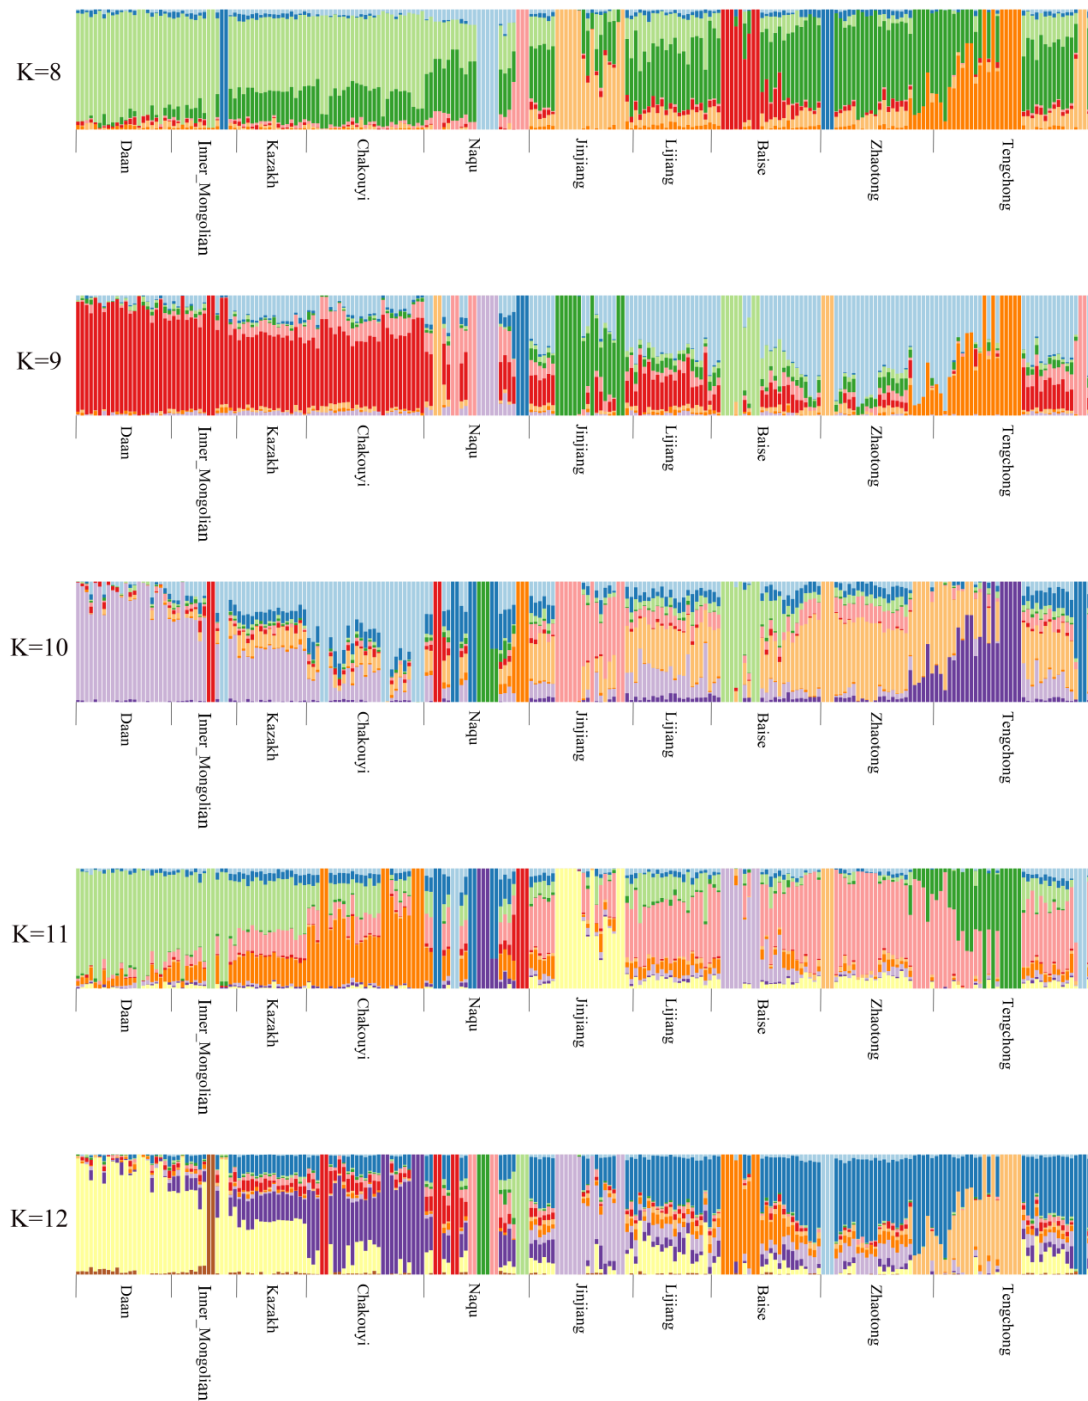 K=8
Daan
Inner_Mongolian
Kazakh
Chakouyi
Naqu
Jinjiang
Lijiang
Baise
Zhaotong
Tengchong
K=9
Daan
Inner_Mongolian
Kazakh
Chakouyi
Naqu
Jinjiang
Lijiang
Baise
Zhaotong
Tengchong
K=10
Daan
Inner_Mongolian
Kazakh
Chakouyi
Naqu
Jinjiang
Lijiang
Baise
Zhaotong
Tengchong
K=11
Daan
Inner_Mongolian
Kazakh
Chakouyi
Naqu
Jinjiang
Lijiang
Baise
Zhaotong
Tengchong
K=12
Daan
Inner_Mongolian
Kazakh
Chakouyi
Naqu
Jinjiang
Lijiang
Baise
Zhaotong
Tengchong